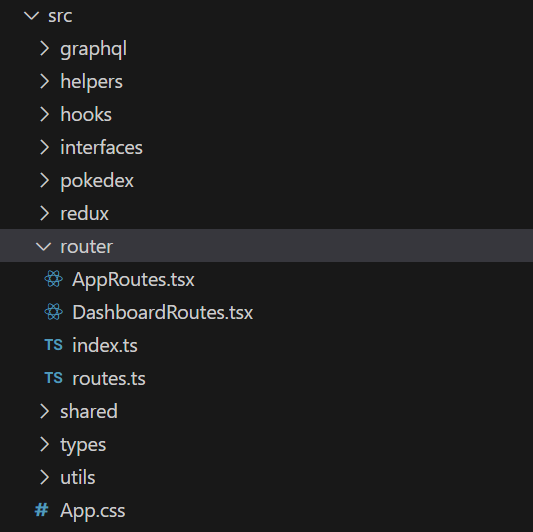 src
graphql
helpers
hooks
interfaces
pokedex
redux
router
AppRoutes.tsx
DashboardRoutes.tsx
TS index.ts
TS routes.ts
shared
types
utils
# App.css